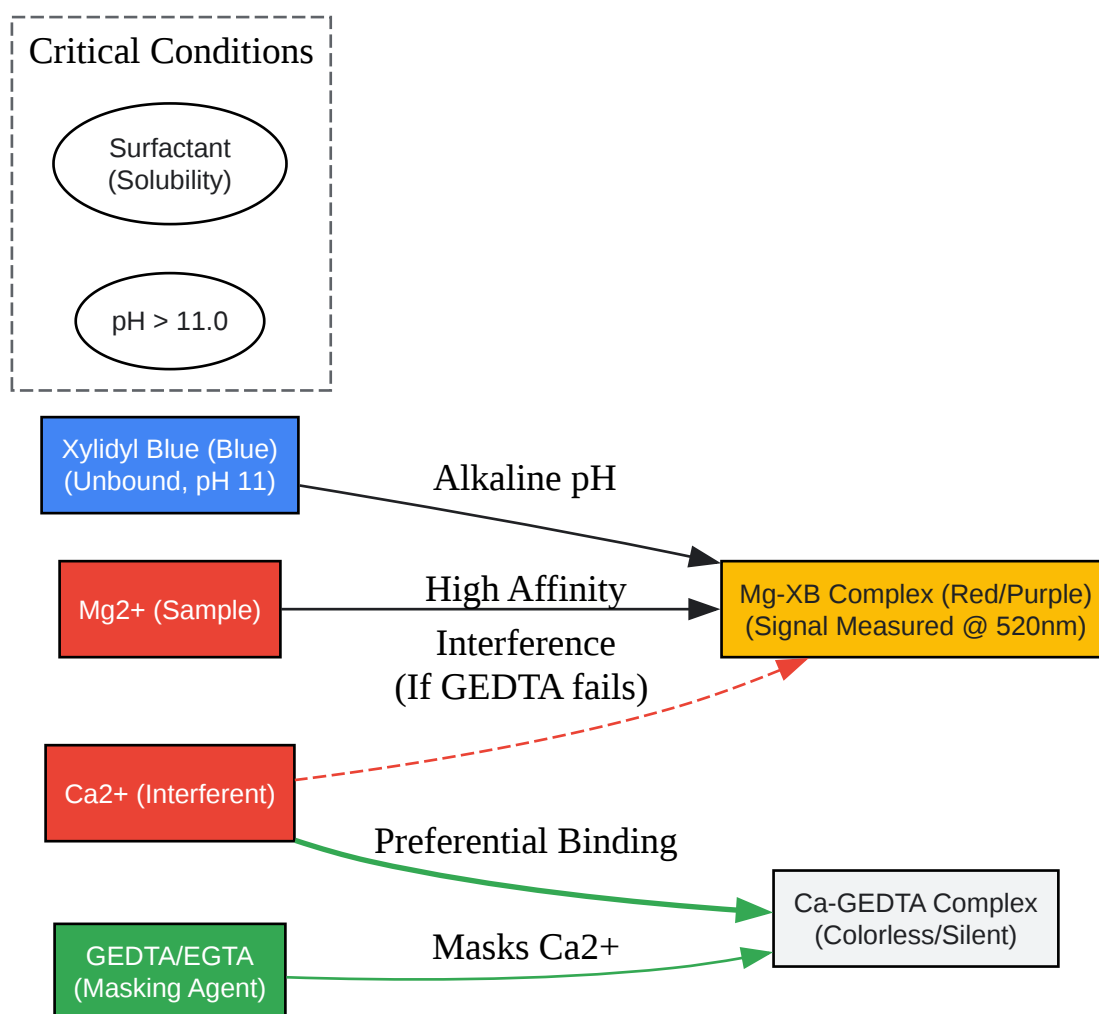 Critical Conditions
Surfactant
(Solubility)
pH > 11.0
Xylidyl Blue (Blue)
(Unbound, pH 11)
Alkaline pH
Mg2+ (Sample)
High Affinity
Mg-XB Complex (Red/Purple)
(Signal Measured @ 520nm)
Interference
(If GEDTA fails)
Ca2+ (Interferent)
Preferential Binding
Ca-GEDTA Complex
(Colorless/Silent)
GEDTA/EGTA
(Masking Agent)
Masks Ca2+